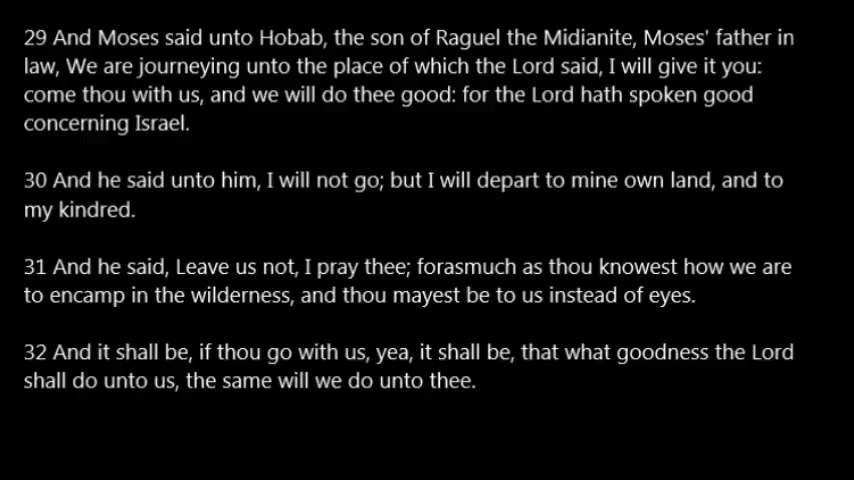 29 And Moses said unto Hobab, the son of Raguel the Midianite, Moses' father in
law, We are journeying unto the place of which the Lord said, I will give it you:
come thou with us, and we will do thee good: for the Lord hath spoken good
concerning Israel.
30 And he said unto him, I will not go; but I will depart to mine own land, and to
my kindred.
31 And he said, Leave us not, I pray thee; forasmuch as thou knowest how we are
to encamp in the wilderness, and thou mayest be to us instead of eyes.
32 And it shall be, if thou go with us, yea, it shall be, that what goodness the Lord
shall do unto us, the same will we do unto thee.